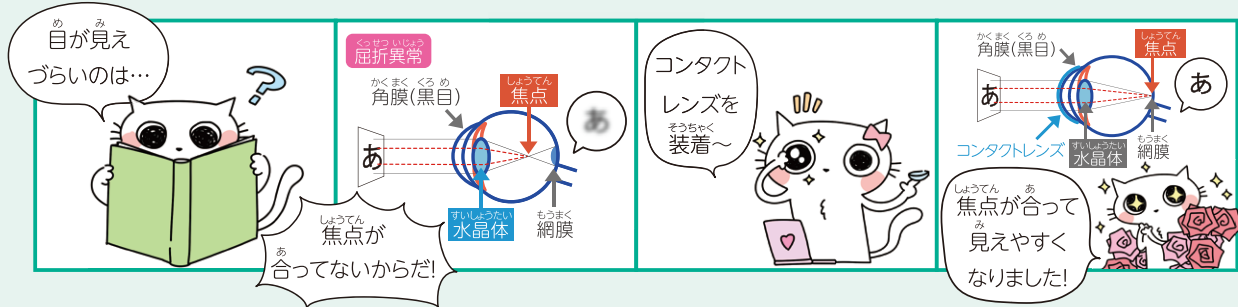 目が見え
づらいのは…
?
屈折異常
角膜(黒目)
焦点
あ
あ
水晶体
網膜
焦点が
合ってないからだ!
コンタクト
レンズを
装着～
角膜(黒目)
焦点
あ
あ
コンタクトレンズ
水晶体
網膜
焦点が合って
見えやすく
なりました!